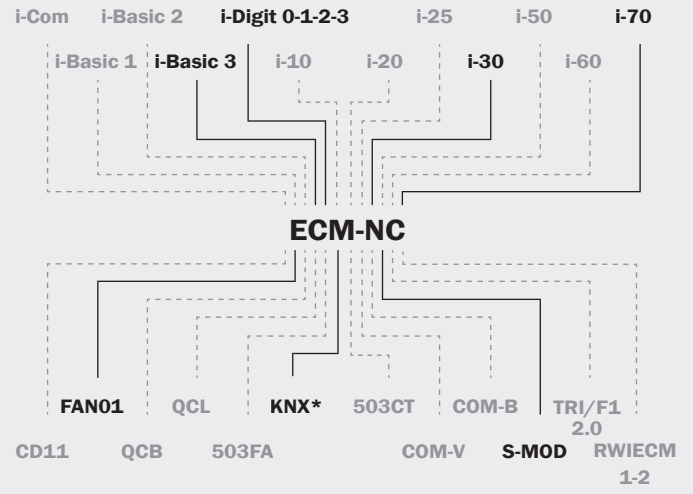 i-Com i-Basic 2 i-Digit 0-1-2-3 i-25 i-50 i-70
i-Basic 1 i-Basic 3 i-10 i-20 i-30 i-60
ECM-NC
FAN01 QCL KNX* 503CT COM-B TRI/F1
2.0
CD11 QCB 503FA COM-V S-MOD RWIECM
1-2